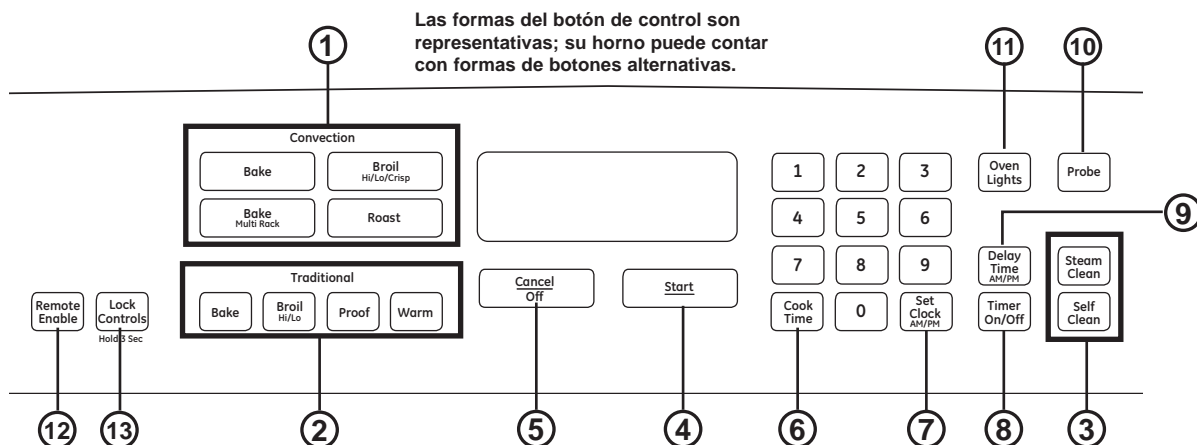 Las formas del botón de control son
representativas; su horno puede contar
con formas de botones alternativas.
1
11
10
Convection
Bake
Broil
Hi/Lo/Crisp
Bake
Multi Rack
Roast
1 2 3
4 5 6
7 8 9
0
Oven
Lights
Probe
9
Delay
Time
AM/PM
Steam
Clean
Traditional
Bake
Broil
Hi/Lo
Proof
Warm
Cancel
Off
Start
Remote
Enable
Lock
Controls
Hold 3 Sec
Cook
Time
Set
Clock
AM/PM
Timer
On/Off
Self
Clean
12
13
2
5
4
6
7
8
3